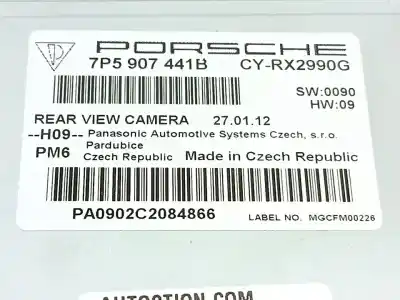 PORSCHE
7P5 907 441B CY-RX2990G
SW:0090
HW:09
REAR VIEW CAMERA 27.01.12
--H09-- Panasonic Automotive Systems Czech, s.r.o.
Pardubice
PM6 Czech Republic Made in Czech Republic
PA0902C2084866
LABEL NO. MGCFM00226
AUTOCTION.COM